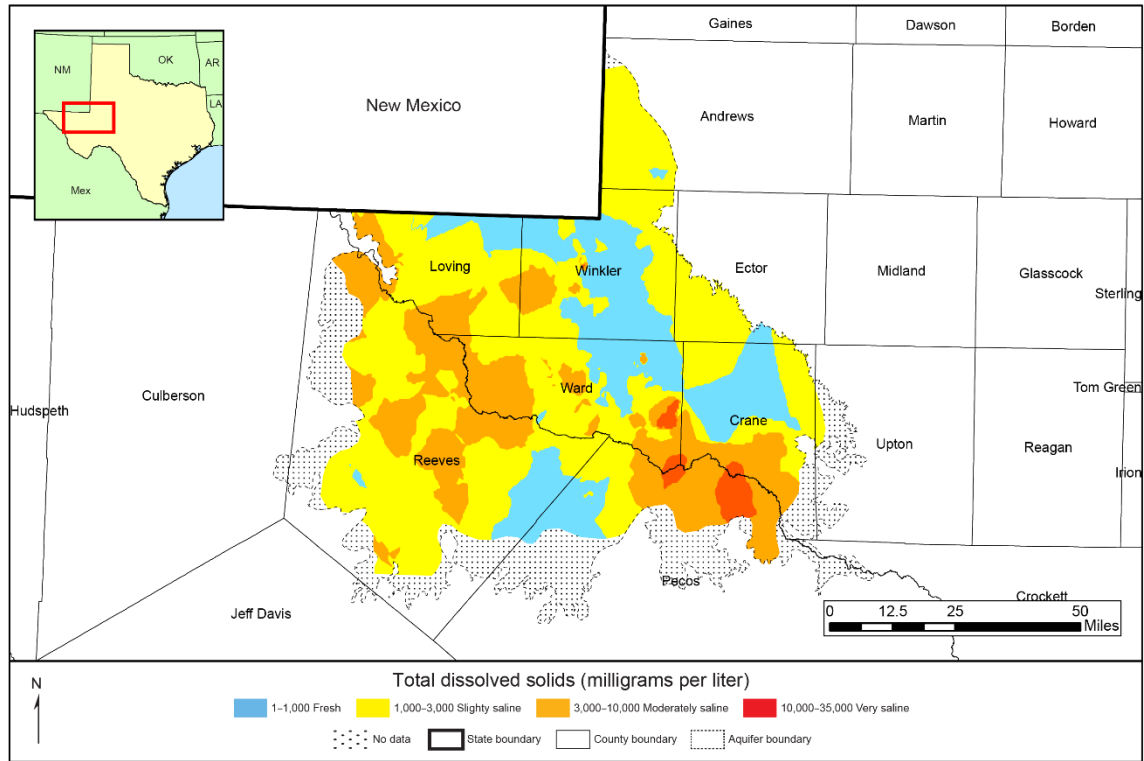 Gaines
Dawson
Borden
NM
OK
AR
LA
Mex
New Mexico
Andrews
Martin
Howard
Loving
Winkler
Ector
Midland
Glasscock
Sterling
Culberson
Hudspeth
Ward
Crane
Tom Green
Reeves
Upton
Reagan
Irion
Pecos
Jeff Davis
Crockett
0 12.5 25 50
Miles
N
Total dissolved solids (milligrams per liter)
1–1,000 Fresh 1,000–3,000 Slighty saline 3,000–10,000 Moderately saline 10,000–35,000 Very saline
No data State boundary County boundary Aquifer boundary